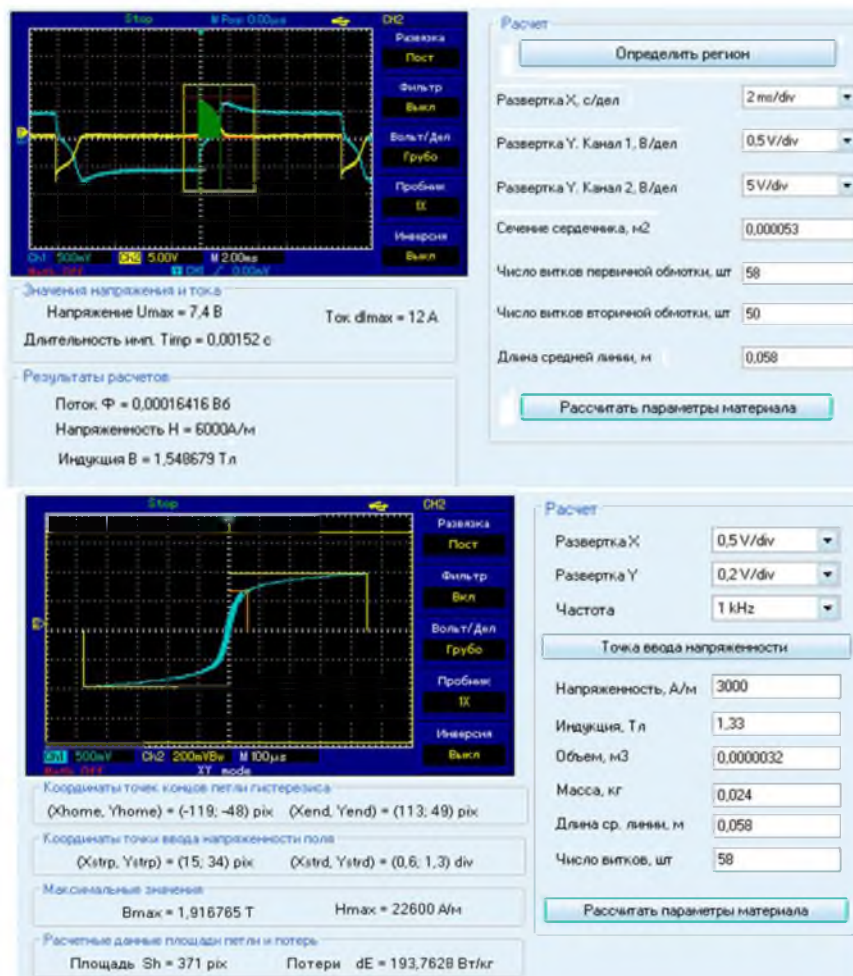 Stop M Pos: 0.00µs CH2
Развязка
Пост
Фильтр
Выкл
Вольт/Дел
Грубо
Пробник
1X
Инверсия
Выкл
Ch1 500mV CH2 5.00V M 2.00ms
Math Off CH1 0.00mV
Значения напряжения и тока
Напряжение Umax = 7,4 В
Ток dImax = 12 А
Длительность имп. Timp = 0,00152 с
Результаты расчетов
Поток Ф = 0,00016416 Вб
Напряженность H = 6000А/м
Индукция B = 1,548679 Тл
Расчет
Определить регион
Развертка X, с/дел 2 ms/div
Развертка Y. Канал 1, В/дел 0,5 V/div
Развертка Y. Канал 2, В/дел 5 V/div
Сечение сердечника, м2 0,000053
Число витков первичной обмотки, шт 58
Число витков вторичной обмотки, шт 50
Длина средней линии, м 0,058
Рассчитать параметры материала
Stop CH2
Развязка
Пост
Фильтр
Вкл
Вольт/Дел
Грубо
Пробник
1X
Инверсия
Выкл
Ch1 500mV Ch2 200mVBw M 100µs
Math Off XY mode
Координаты точек концов петли гистерезиса
(Xhome, Yhome) = (-119; -48) pix (Xend, Yend) = (113; 49) pix
Координаты точки ввода напряженности поля
(Xstrp, Ystrp) = (15; 34) pix (Xstrd, Ystrd) = (0,6; 1,3) div
Максимальные значения
Bmax = 1,916765 T Hmax = 22600 А/м
Расчетные данные площади петли и потерь
Площадь Sh = 371 pix Потери dE = 193,7628 Вт/кг
Расчет
Развертка X 0,5 V/div
Развертка Y 0,2 V/div
Частота 1 kHz
Точка ввода напряженности
Напряженность, А/м 3000
Индукция, Тл 1,33
Объем, м3 0,0000032
Масса, кг 0,024
Длина ср. линии, м 0,058
Число витков, шт 58
Рассчитать параметры материала